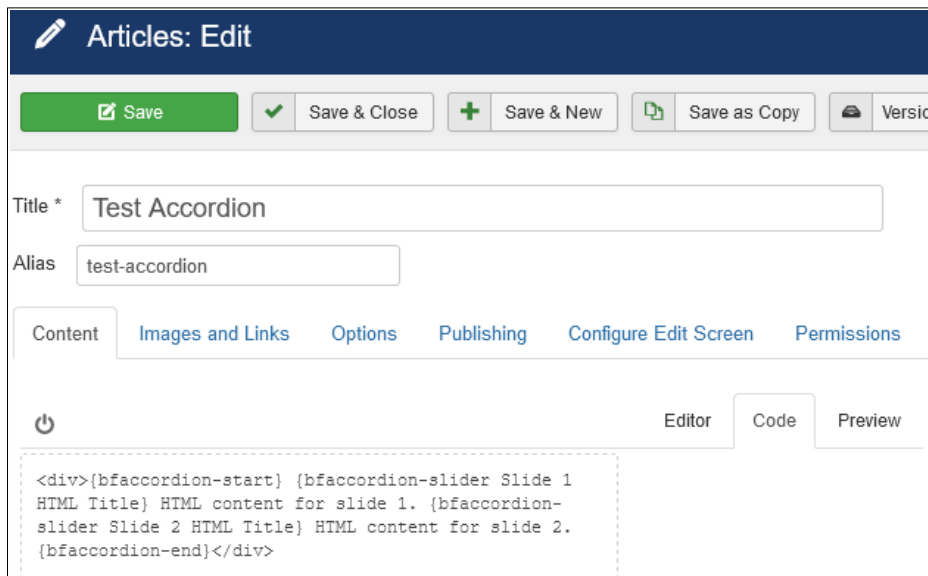 Articles: Edit
Save Save & Close Save & New Save as Copy
Title * Test Accordion
Alias test-accordion
Content Images and Links Options Publishing Configure Edit Screen Permissions
Editor Code Preview
<div>{bfaccordion-start} {bfaccordion-slider Slide 1
HTML Title} HTML content for slide 1. {bfaccordion-
slider Slide 2 HTML Title} HTML content for slide 2.
{bfaccordion-end}</div>